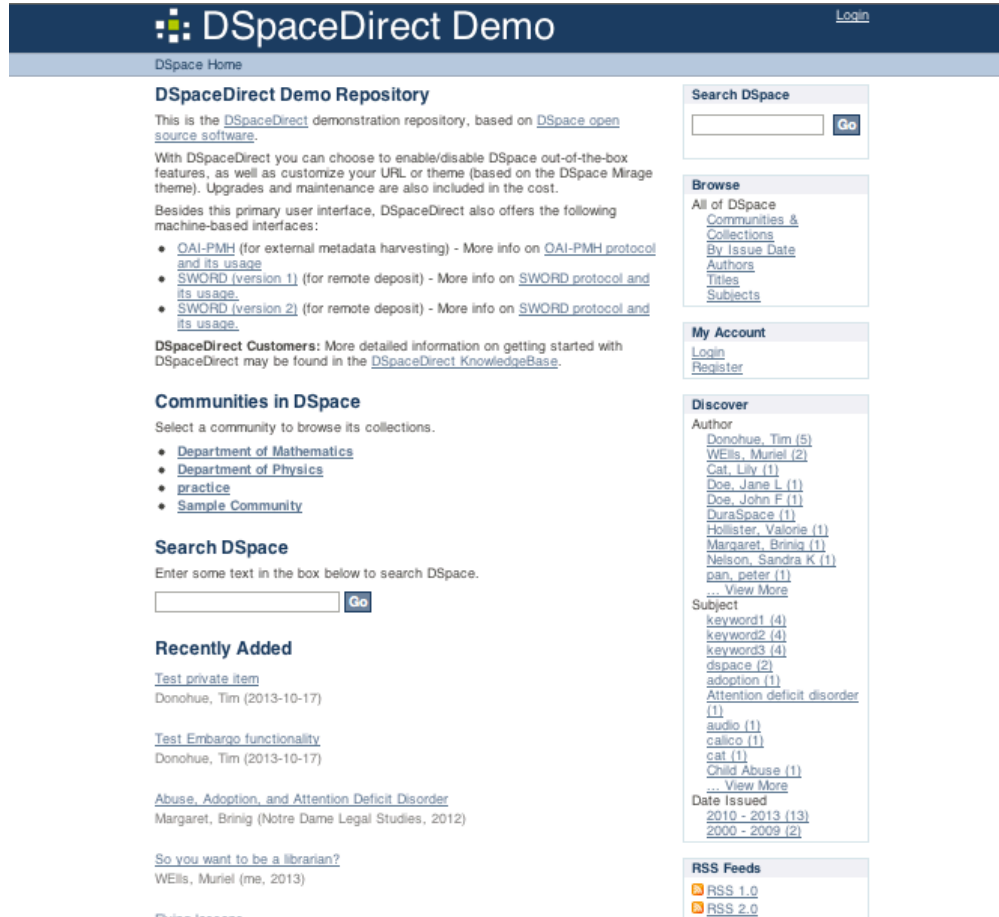 DSpaceDirect Demo
Login
DSpace Home
DSpaceDirect Demo Repository
This is the DSpaceDirect demonstration repository, based on DSpace open
source software.
With DSpaceDirect you can choose to enable/disable DSpace out-of-the-box
features, as well as customize your URL or theme (based on the DSpace Mirage
theme). Upgrades and maintenance are also included in the cost.
Besides this primary user interface, DSpaceDirect also offers the following
machine-based interfaces:
OAI-PMH (for external metadata harvesting) - More info on OAI-PMH protocol
and its usage
SWORD (version 1) (for remote deposit) - More info on SWORD protocol and
its usage.
SWORD (version 2) (for remote deposit) - More info on SWORD protocol and
its usage.
DSpaceDirect Customers: More detailed information on getting started with
DSpaceDirect may be found in the DSpaceDirect KnowledgeBase.
Communities in DSpace
Select a community to browse its collections.
Department of Mathematics
Department of Physics
practice
Sample Community
Search DSpace
Enter some text in the box below to search DSpace.
Go
Recently Added
Test private item
Donohue, Tim (2013-10-17)
Test Embargo functionality
Donohue, Tim (2013-10-17)
Abuse, Adoption, and Attention Deficit Disorder
Margaret, Brinig (Notre Dame Legal Studies, 2012)
So you want to be a librarian?
WElls, Muriel (me, 2013)
Search DSpace
Go
Browse
All of DSpace
Communities &
Collections
By Issue Date
Authors
Titles
Subjects
My Account
Login
Register
Discover
Author
Donohue, Tim (5)
WElls, Muriel (2)
Cat, Lily (1)
Doe, Jane L (1)
Doe, John F (1)
DuraSpace (1)
Hollister, Valorie (1)
Margaret, Brinig (1)
Nelson, Sandra K (1)
pan, peter (1)
... View More
Subject
keyword1 (4)
keyword2 (4)
keyword3 (4)
dspace (2)
adoption (1)
Attention deficit disorder
(1)
audio (1)
calico (1)
cat (1)
Child Abuse (1)
... View More
Date Issued
2010 - 2013 (13)
2000 - 2009 (2)
RSS Feeds
RSS 1.0
RSS 2.0